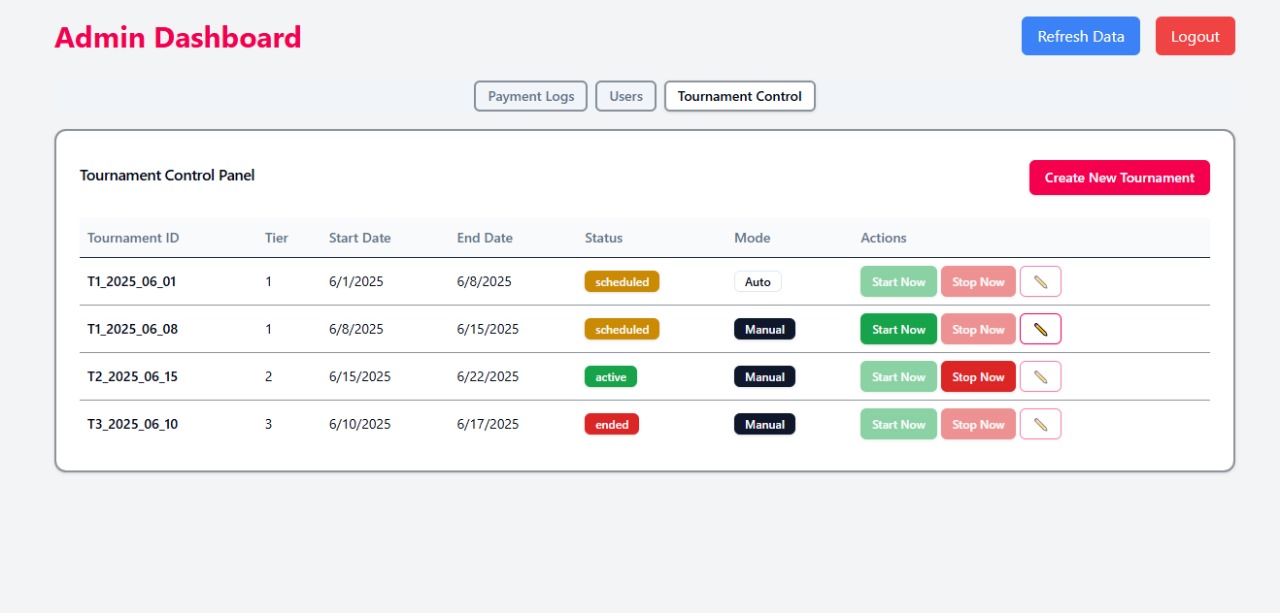 Admin Dashboard
Refresh Data
Logout
Payment Logs
Users
Tournament Control
Tournament Control Panel
Create New Tournament
Tournament ID Tier Start Date End Date Status Mode Actions
T1_2025_06_01 1 6/1/2025 6/8/2025 scheduled Auto Start Now Stop Now
T1_2025_06_08 1 6/8/2025 6/15/2025 scheduled Manual Start Now Stop Now
T2_2025_06_15 2 6/15/2025 6/22/2025 active Manual Start Now Stop Now
T3_2025_06_10 3 6/10/2025 6/17/2025 ended Manual Start Now Stop Now